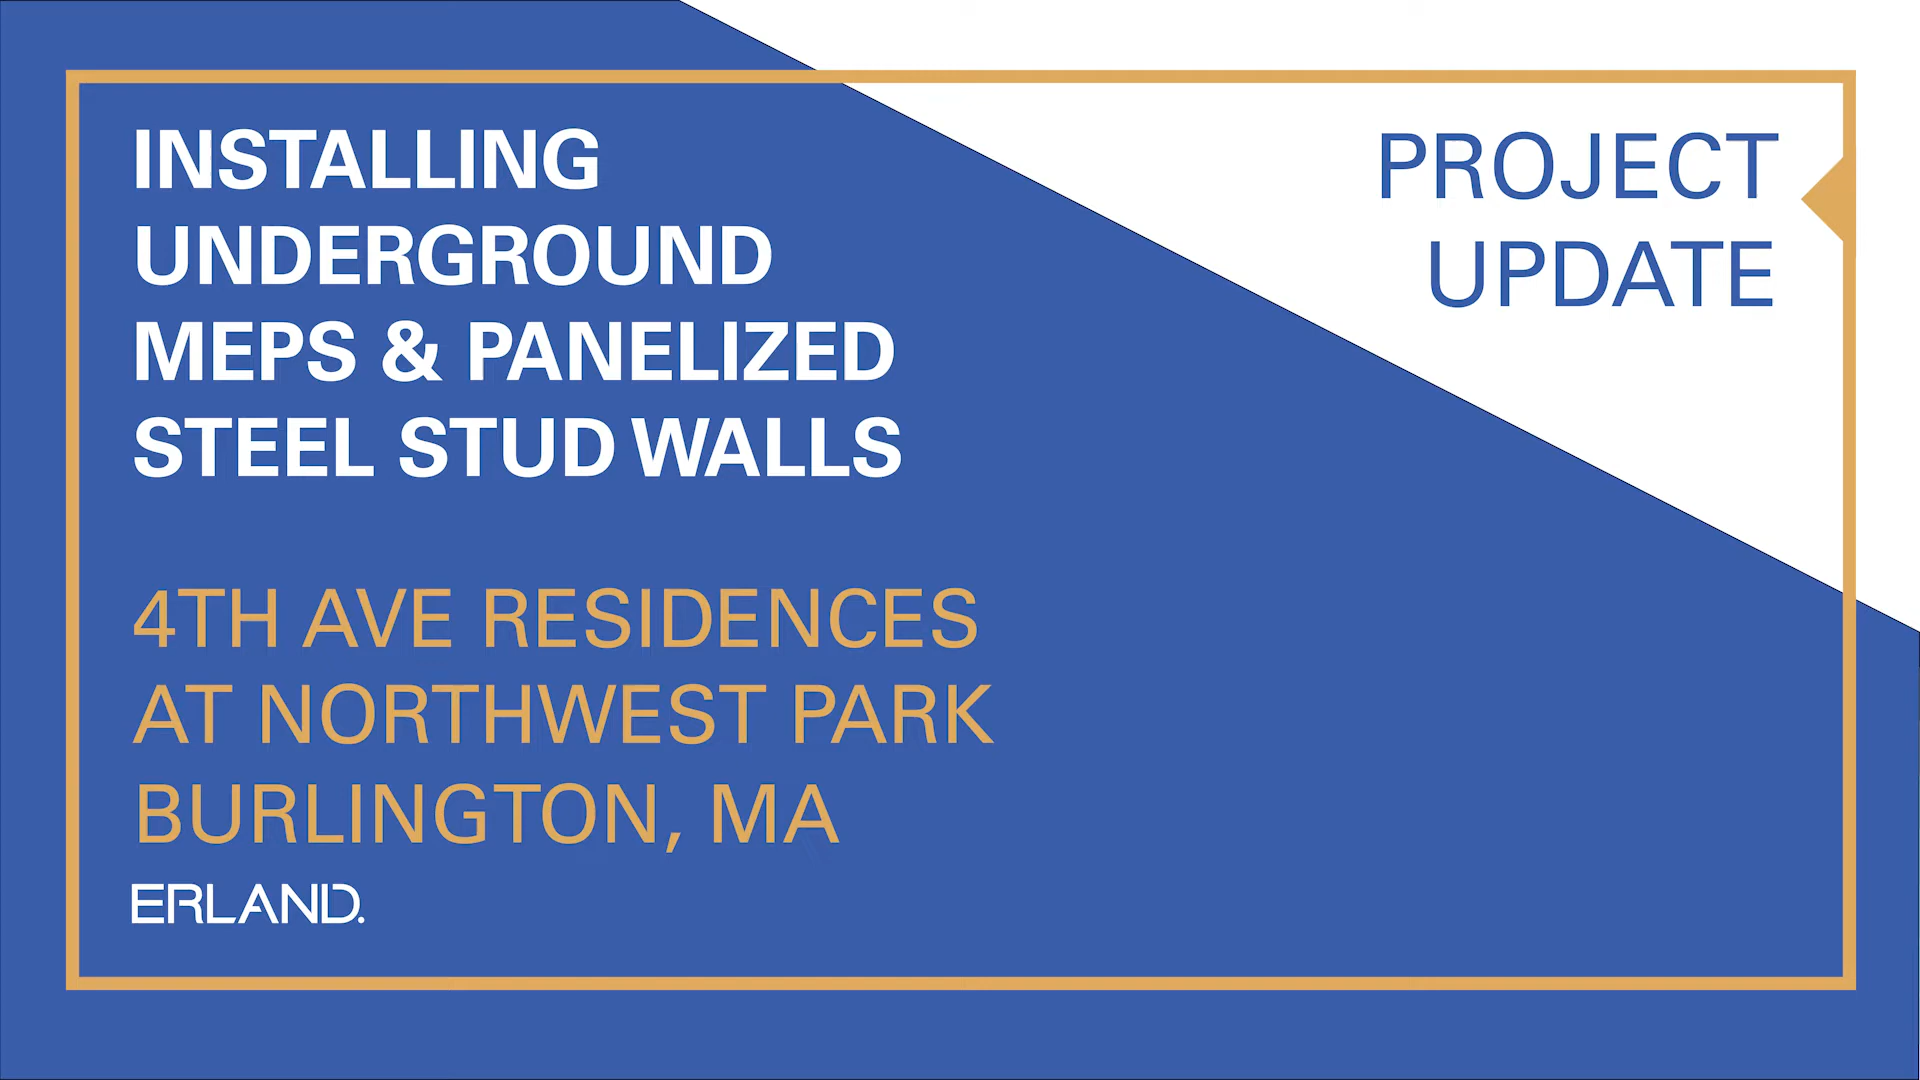 INSTALLING
UNDERGROUND
MEPS & PANELIZED
STEEL STUD WALLS
PROJECT
UPDATE
4TH AVE RESIDENCES
AT NORTHWEST PARK
BURLINGTON, MA
ERLAND.